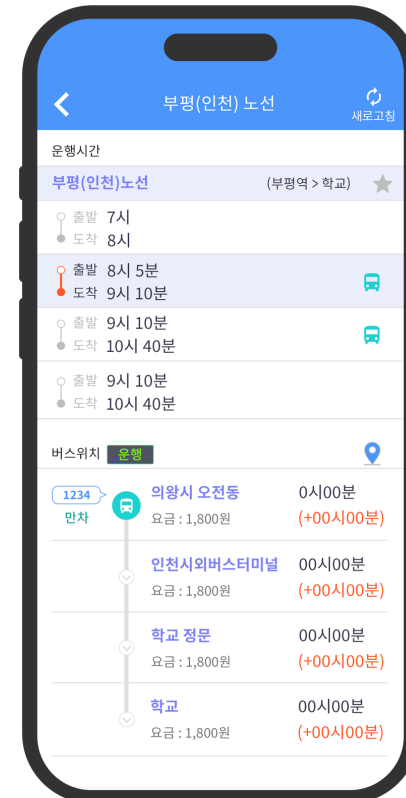 부평(인천) 노선
새로고침
운행시간
부평(인천)노선 (부평역 > 학교)
출발 7시
도착 8시
출발 8시 5분
도착 9시 10분
출발 9시 10분
도착 10시 40분
출발 9시 10분
도착 10시 40분
버스위치 운행
1234 의왕시 오전동 0시00분
만차 요금 : 1,800원 (+00시00분)
인천시외버스터미널 00시00분
요금 : 1,800원 (+00시00분)
학교 정문 00시00분
요금 : 1,800원 (+00시00분)
학교 00시00분
요금 : 1,800원 (+00시00분)